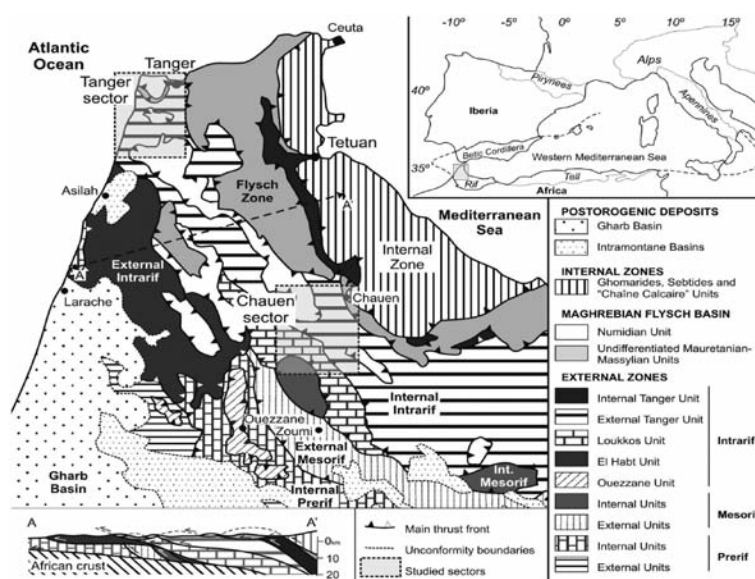 Atlantic
Ocean
Ceuta
Tanger
Tanger
sector
Tetuan
Asilah
Flysch
Zone
A'
Mediterranean
Sea
Internal
Zone
External
Intrarif
A
Larache
Chauen
sector
Chauen
Internal
Intrarif
Ouezzane
Zoumi
External
Mesorif
Gharb
Basin
Internal
Prerif
Int.
Mesorif
-10° -5° 0° 5° 10° 15°
40°
35°
Alps
Pirynees
Apennines
Iberia
Betic Cordillera
Western Mediterranean Sea
Rif
Tell
Africa
POSTOROGENIC DEPOSITS
Gharb Basin
Intramontane Basins
INTERNAL ZONES
Ghomarides, Sebtides and
"Chaîne Calcaire" Units
MAGHREBIAN FLYSCH BASIN
Numidian Unit
Undifferentiated Mauretanian-
Massylian Units
EXTERNAL ZONES
Internal Tanger Unit
External Tanger Unit
Loukkos Unit
El Habt Unit
Ouezzane Unit
Intrarif
Internal Units
External Units
Mesori
Internal Units
External Units
Prerif
A
A'
African crust
0km
10
20
Main thrust front
Unconformity boundaries
Studied sectors